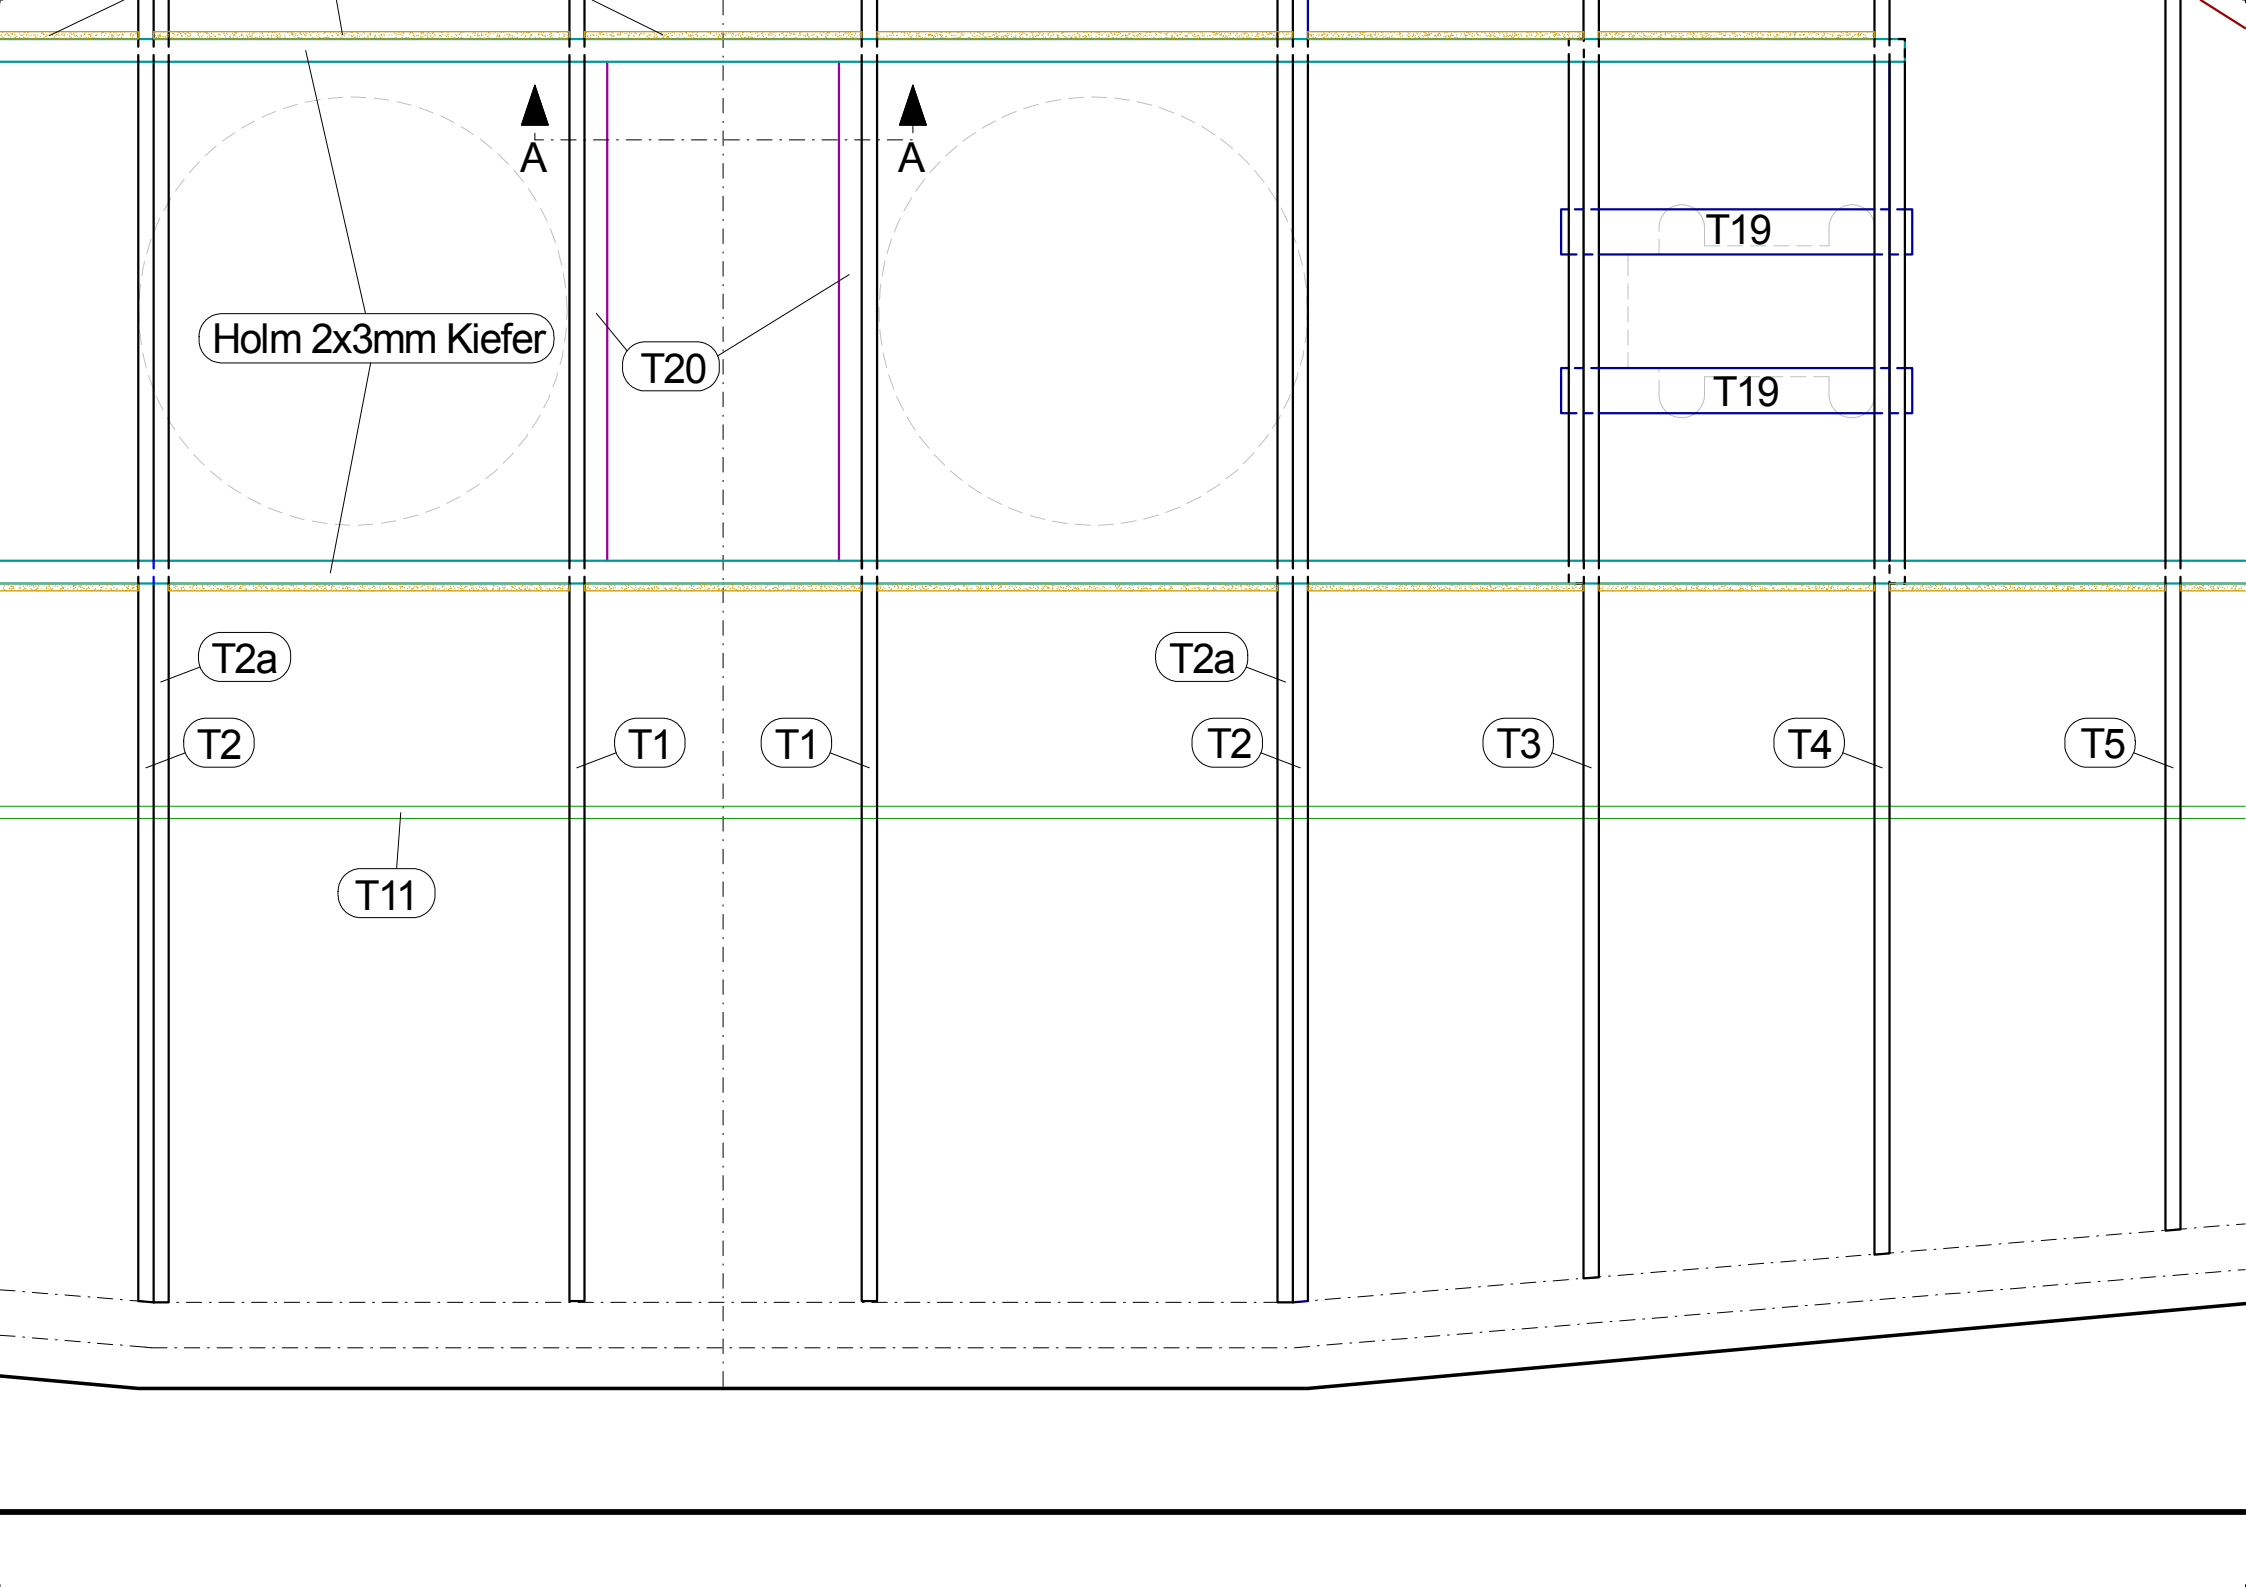 A A
T19
Holm 2x3mm Kiefer
T20
T19
T2a T2a
T2 T1 T1 T2 T3 T4 T5
T11